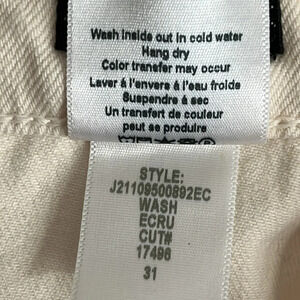 Wash inside out in cold water
Hang dry
Color transfer may occur
Laver à l'envers à l'eau froide
Suspendre à sec
Un transfert de couleur
peut se produire
STYLE:
J21109500892EC
WASH
ECRU
CUT#
17496
31